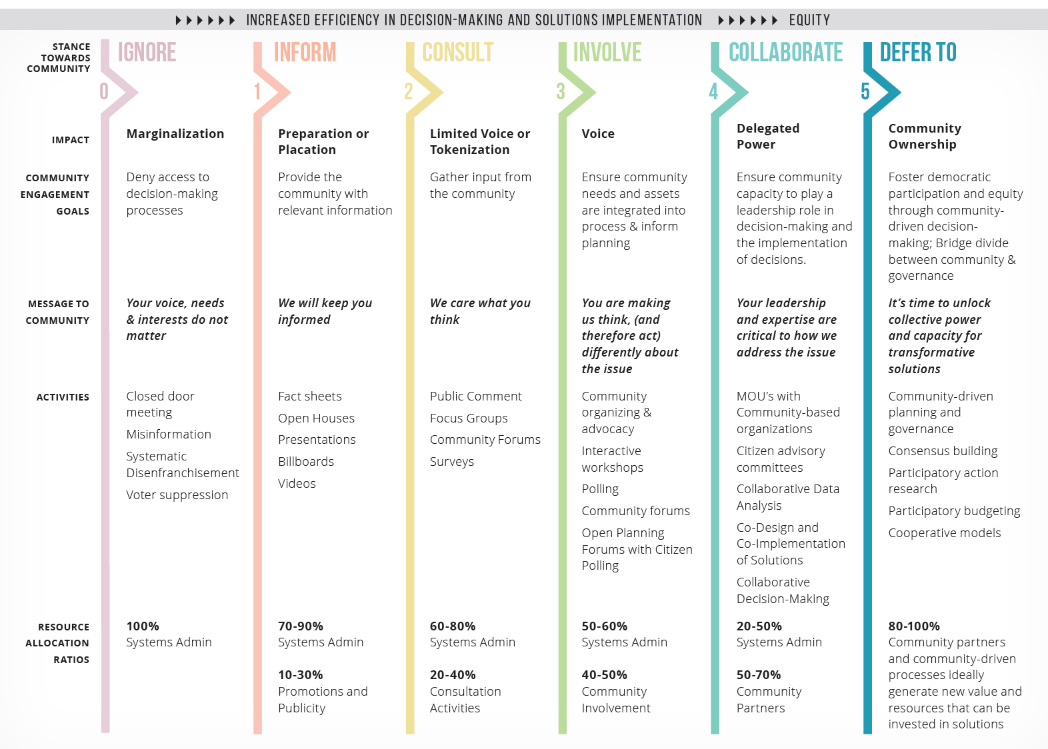 INCREASED EFFICIENCY IN DECISION-MAKING AND SOLUTIONS IMPLEMENTATION EQUITY
STANCE
TOWARDS
COMMUNITY
IGNORE
INFORM
CONSULT
INVOLVE
COLLABORATE
DEFER TO
0
1
2
3
4
5
IMPACT
Marginalization
Preparation or
Placation
Limited Voice or
Tokenization
Voice
Delegated
Power
Community
Ownership
COMMUNITY
ENGAGEMENT
GOALS
Deny access to
decision-making
processes
Provide the
community with
relevant information
Gather input from
the community
Ensure community
needs and assets
are integrated into
process & inform
planning
Ensure community
capacity to play a
leadership role in
decision-making and
the implementation
of decisions.
Foster democratic
participation and equity
through community-
driven decision-
making; Bridge divide
between community &
governance
MESSAGE TO
COMMUNITY
Your voice, needs
& interests do not
matter
We will keep you
informed
We care what you
think
You are making
us think, (and
therefore act)
differently about
the issue
Your leadership
and expertise are
critical to how we
address the issue
It's time to unlock
collective power
and capacity for
transformative
solutions
ACTIVITIES
Closed door
meeting
Misinformation
Systematic
Disenfranchisement
Voter suppression
Fact sheets
Open Houses
Presentations
Billboards
Videos
Public Comment
Focus Groups
Community Forums
Surveys
Community
organizing &
advocacy
Interactive
workshops
Polling
Community forums
Open Planning
Forums with Citizen
Polling
MOU's with
Community-based
organizations
Citizen advisory
committees
Collaborative Data
Analysis
Co-Design and
Co-Implementation
of Solutions
Collaborative
Decision-Making
Community-driven
planning and
governance
Consensus building
Participatory action
research
Participatory budgeting
Cooperative models
RESOURCE
ALLOCATION
RATIOS
100%
Systems Admin
70-90%
Systems Admin
10-30%
Promotions and
Publicity
60-80%
Systems Admin
20-40%
Consultation
Activities
50-60%
Systems Admin
40-50%
Community
Involvement
20-50%
Systems Admin
50-70%
Community
Partners
80-100%
Community partners
and community-driven
processes ideally
generate new value and
resources that can be
invested in solutions